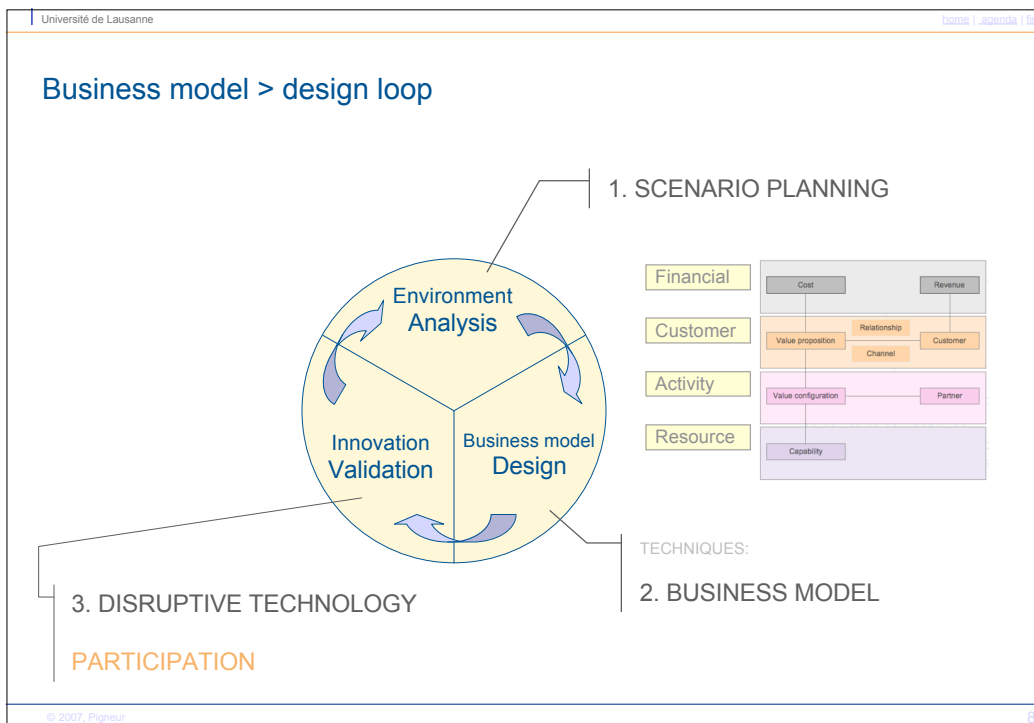 Université de Lausanne
home | agenda |
Business model > design loop
1. SCENARIO PLANNING
Environment
Analysis
Innovation
Validation
Business model
Design
Financial
Cost
Revenue
Customer
Relationship
Value proposition
Customer
Channel
Activity
Value configuration
Partner
Resource
Capability
TECHNIQUES:
2. BUSINESS MODEL
3. DISRUPTIVE TECHNOLOGY
PARTICIPATION
© 2007, Pigneur
8